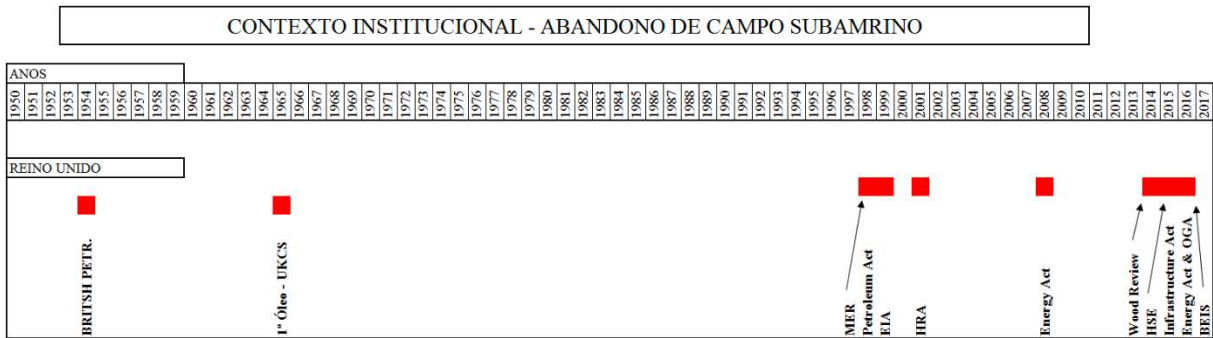 CONTEXTO INSTITUCIONAL - ABANDONO DE CAMPO SUBAMRINO
ANOS
1950 1951 1952 1953 1954 1955 1956 1957 1958 1959 1960 1961 1962 1963 1964 1965 1966 1967 1968 1969 1970 1971 1972 1973 1974 1975 1976 1977 1978 1979 1980 1981 1982 1983 1984 1985 1986 1987 1988 1989 1990 1991 1992 1993 1994 1995 1996 1997 1998 1999 2000 2001 2002 2003 2004 2005 2006 2007 2008 2009 2010 2011 2012 2013 2014 2015 2016 2017
REINO UNIDO
BRITSH PETR.
1º Óleo - UKCS
MER
Petroleum Act
EIA
HRA
Energy Act
Wood Review
HSE
Infrastructure Act
Energy Act & OGA
BEIS